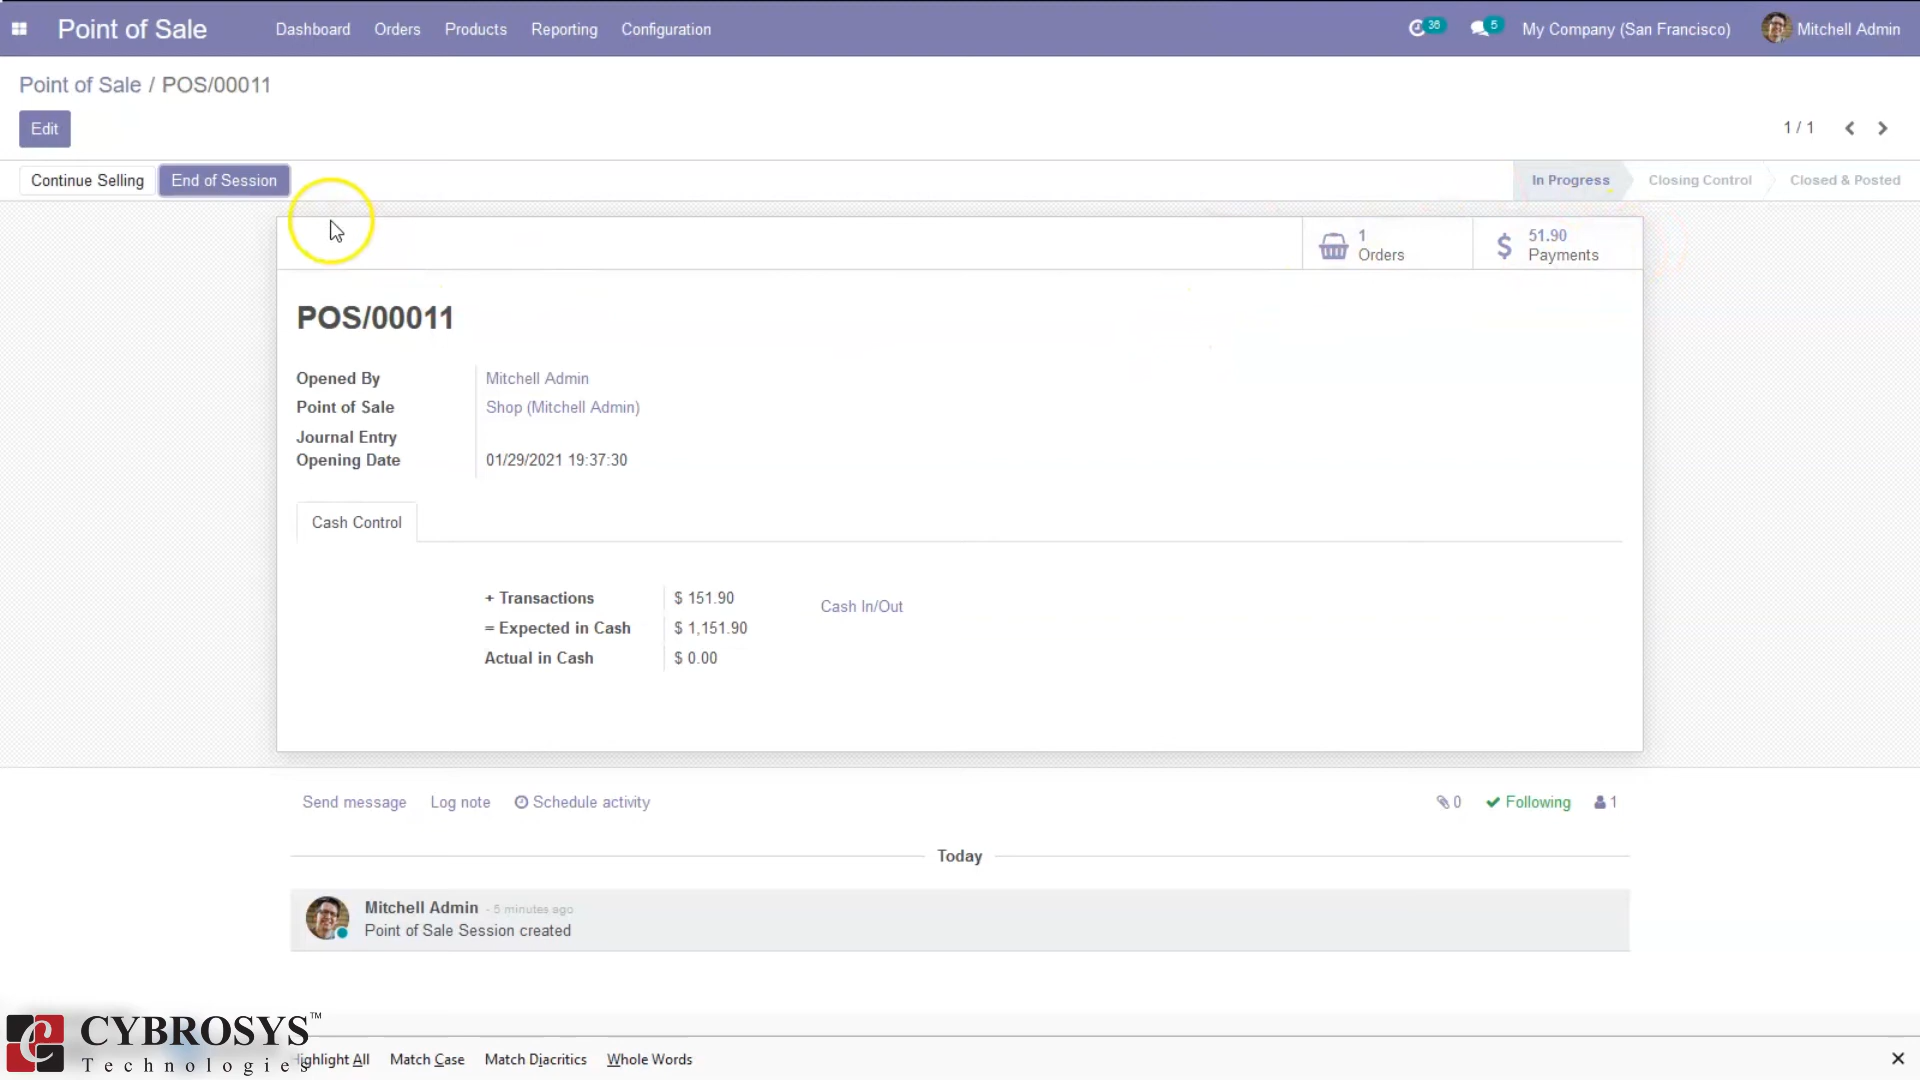 Point of Sale Dashboard Orders Products Reporting Configuration 36 5 My Company (San Francisco) Mitchell Admin
Point of Sale / POS/00011
Edit 1 / 1
Continue Selling End of Session In Progress Closing Control Closed & Posted
1 Orders
$ 51.90 Payments
POS/00011
Opened By Mitchell Admin
Point of Sale Shop (Mitchell Admin)
Journal Entry
Opening Date 01/29/2021 19:37:30
Cash Control
+ Transactions $ 151.90 Cash In/Out
= Expected in Cash $ 1,151.90
Actual in Cash $ 0.00
Send message Log note Schedule activity 0 Following 1
Today
Mitchell Admin - 5 minutes ago
Point of Sale Session created
CYBROSYS™
Technologies
ighlight All Match Case Match Diacritics Whole Words